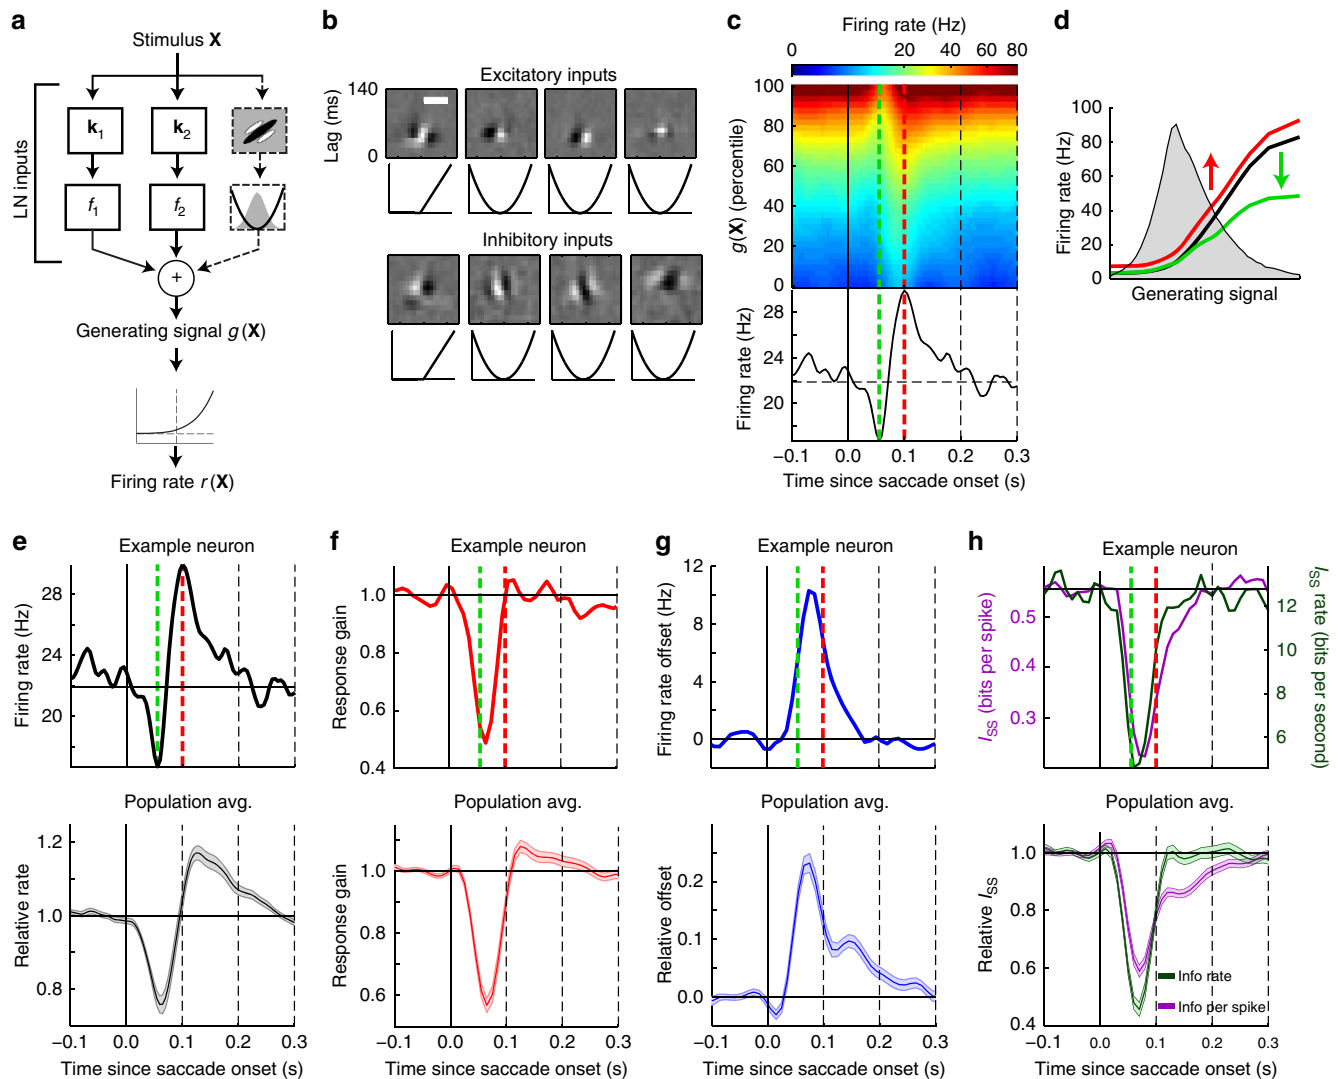 a
Stimulus X
LN inputs
k1
k2
f1
f2
+
Generating signal g(X)
Firing rate r(X)
b
Excitatory inputs
140
Lag (ms)
0
Inhibitory inputs
c
Firing rate (Hz)
0 20 40 60 80
100
80
60
40
20
0
g(X) (percentile)
28
24
20
Firing rate (Hz)
−0.1 0.0 0.1 0.2 0.3
Time since saccade onset (s)
d
100
80
60
40
20
0
Firing rate (Hz)
Generating signal
e
Example neuron
28
24
20
Firing rate (Hz)
Population avg.
1.2
1.0
0.8
Relative rate
−0.1 0.0 0.1 0.2 0.3
Time since saccade onset (s)
f
Example neuron
1.0
0.8
0.6
0.4
Response gain
Population avg.
1.0
0.8
0.6
Response gain
−0.1 0.0 0.1 0.2 0.3
Time since saccade onset (s)
g
Example neuron
12
8
4
0
Firing rate offset (Hz)
Population avg.
0.2
0.1
0.0
Relative offset
−0.1 0.0 0.1 0.2 0.3
Time since saccade onset (s)
h
Example neuron
0.5
0.4
0.3
ISS (bits per spike)
12
10
8
6
ISS rate (bits per second)
Population avg.
1.0
0.8
0.6
0.4
Relative ISS
Info rate
Info per spike
−0.1 0.0 0.1 0.2 0.3
Time since saccade onset (s)